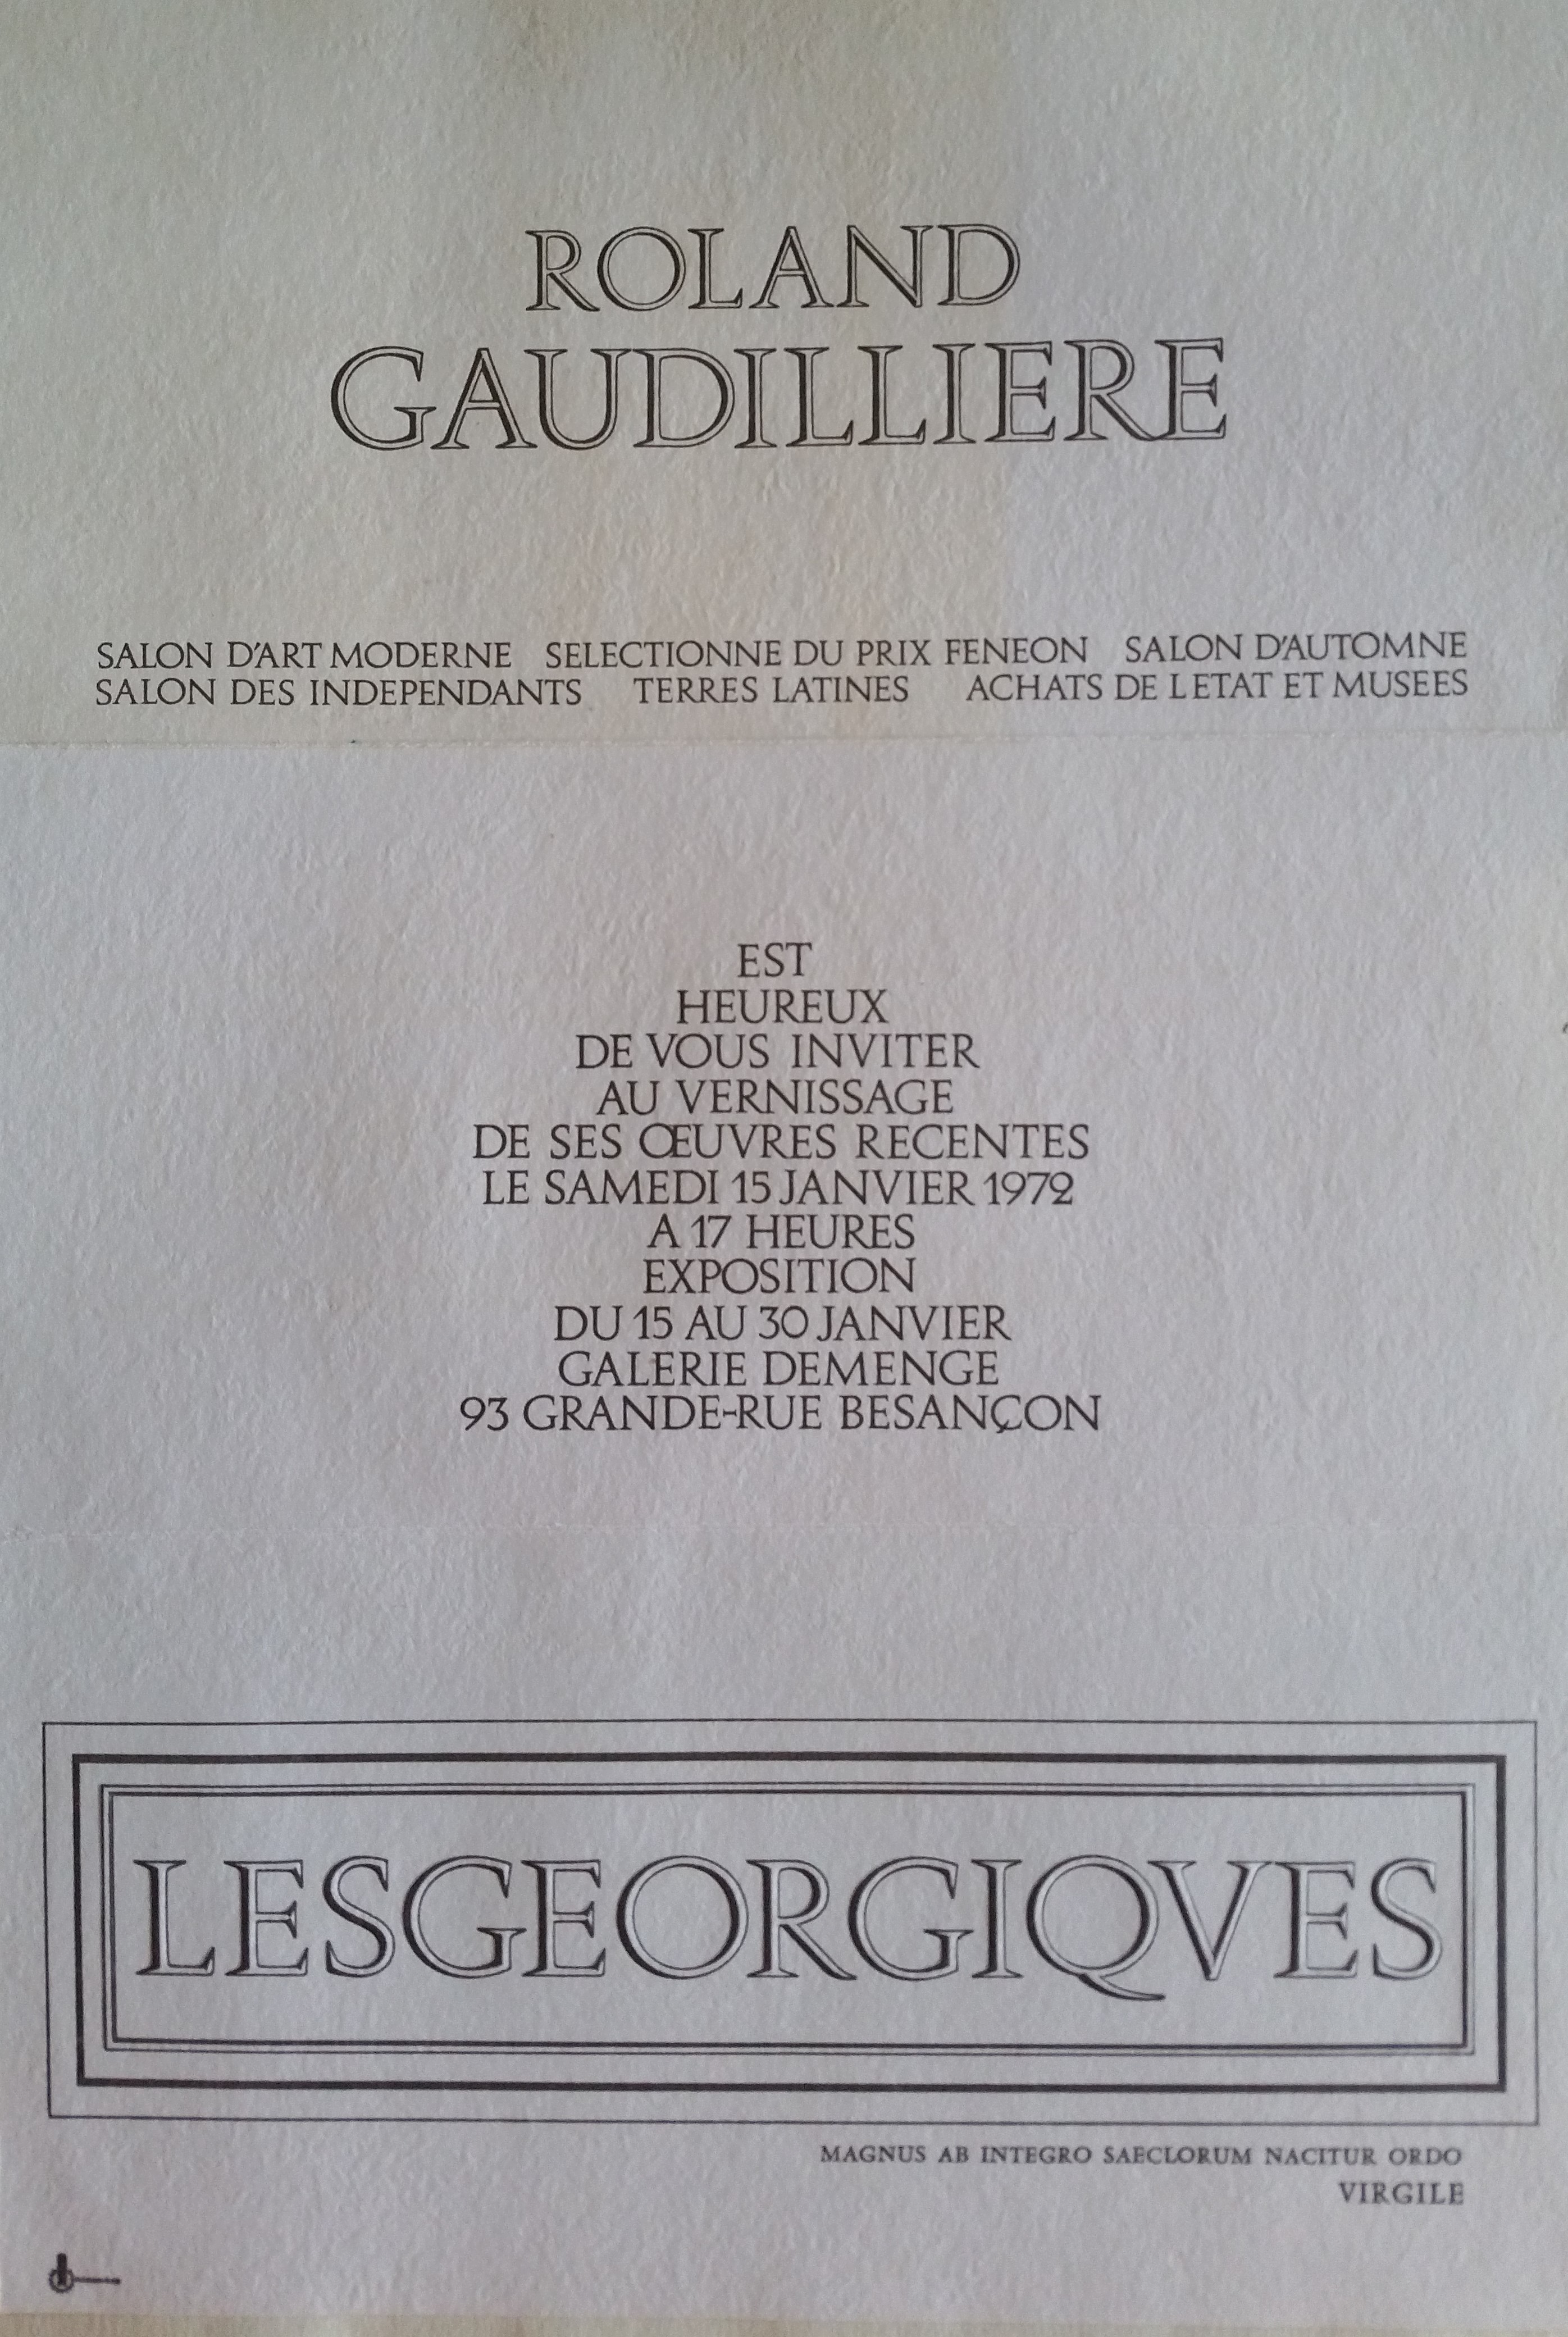 ROLAND
GAUDILLIERE
SALON D'ART MODERNE SELECTIONNE DU PRIX FENEON SALON D'AUTOMNE
SALON DES INDEPENDANTS TERRES LATINES ACHATS DE L'ETAT ET MUSEES
EST
HEUREUX
DE VOUS INVITER
AU VERNISSAGE
DE SES ŒUVRES RECENTES
LE SAMEDI 15 JANVIER 1972
A 17 HEURES
EXPOSITION
DU 15 AU 30 JANVIER
GALERIE DEMENGE
93 GRANDE-RUE BESANÇON
LESGEORGIQVES
MAGNUS AB INTEGRO SAECLORUM NACITUR ORDO
VIRGILE